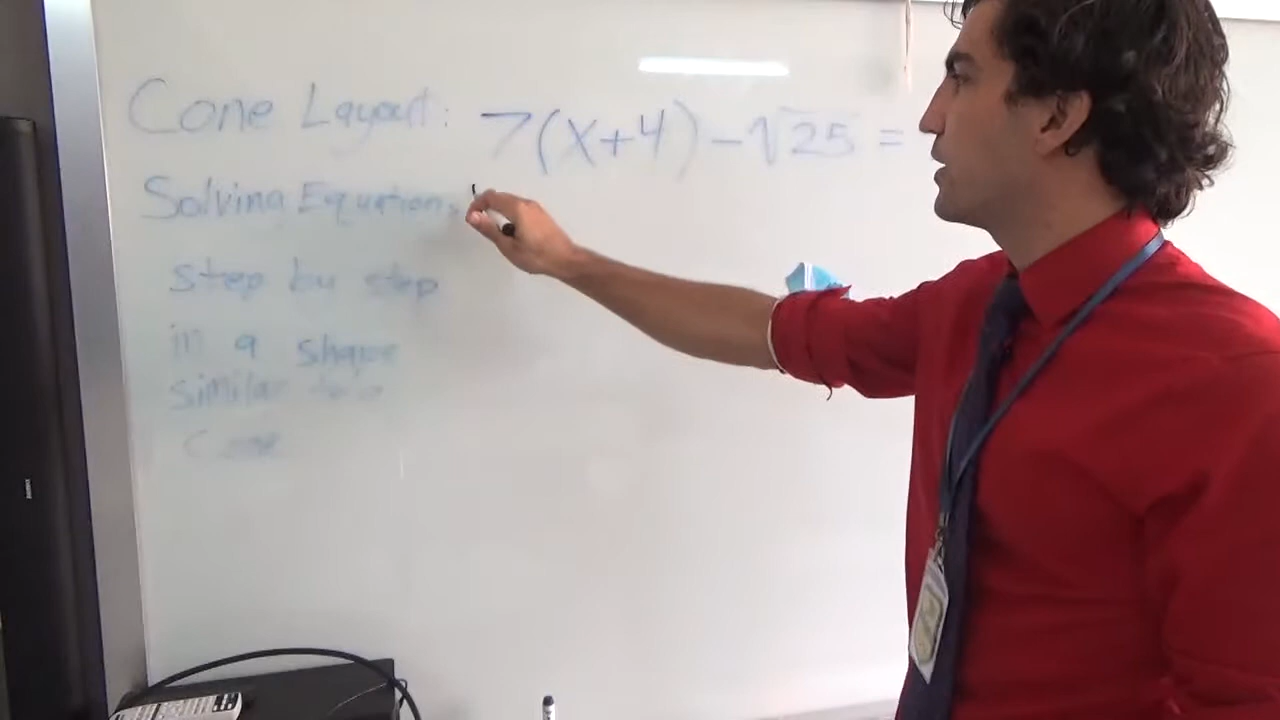 Cone Layout: 7(x+4)-√25 =
Solving Equations
step by step
in a shape
similar to a
Cone